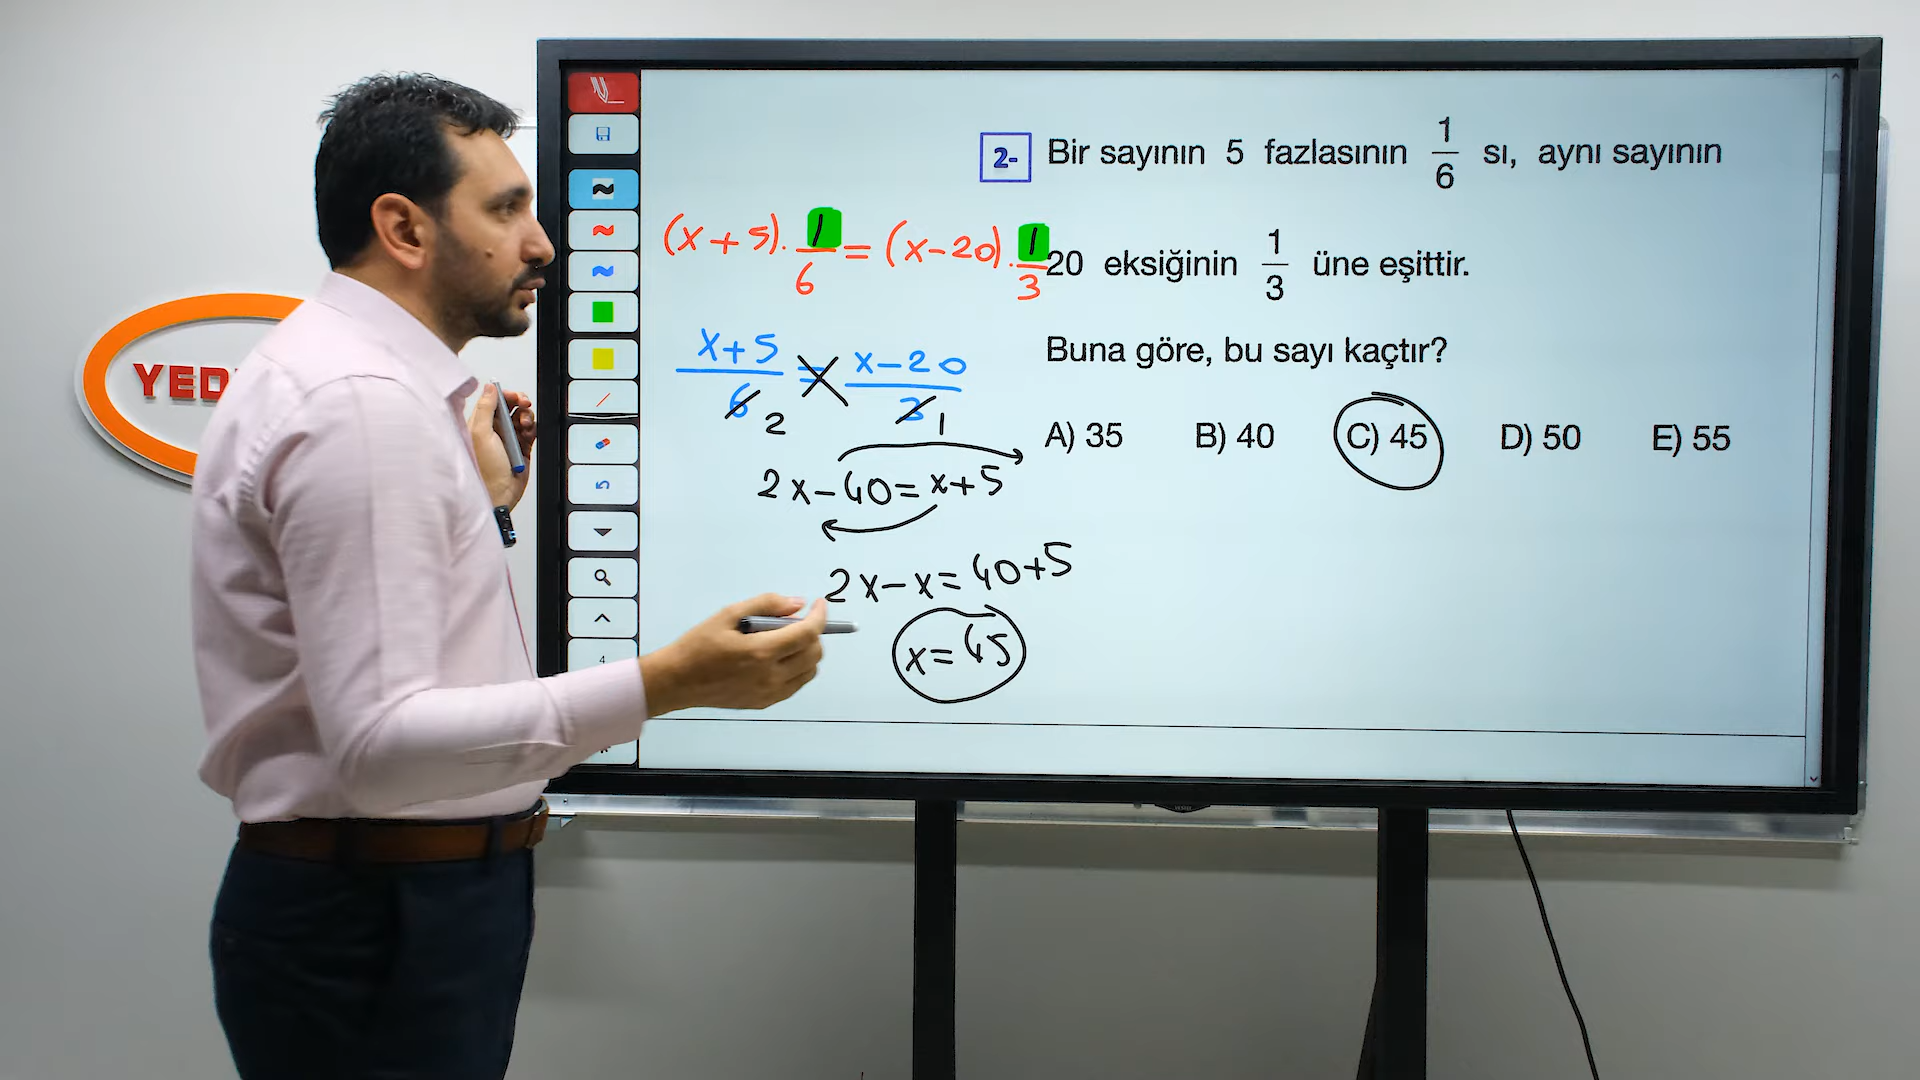 2- Bir sayının 5 fazlasının 1/6 sı, aynı sayının
20 eksiğinin 1/3 üne eşittir.
Buna göre, bu sayı kaçtır?
A) 35 B) 40 C) 45 D) 50 E) 55
(x+5).1/6=(x-20).1/3
x+5/6 = x-20/3
2 1
2x-40=x+5
2x-x=40+5
x=45
YED
4